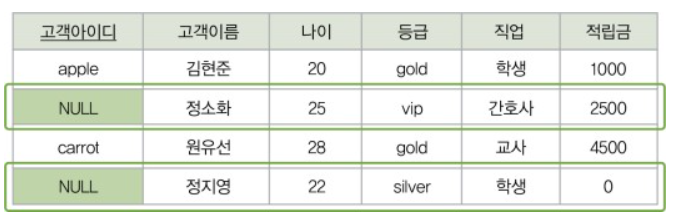 고객아이디 고객이름 나이 등급 직업 적립금
apple 김현준 20 gold 학생 1000
NULL 정소화 25 vip 간호사 2500
carrot 원유선 28 gold 교사 4500
NULL 정지영 22 silver 학생 0